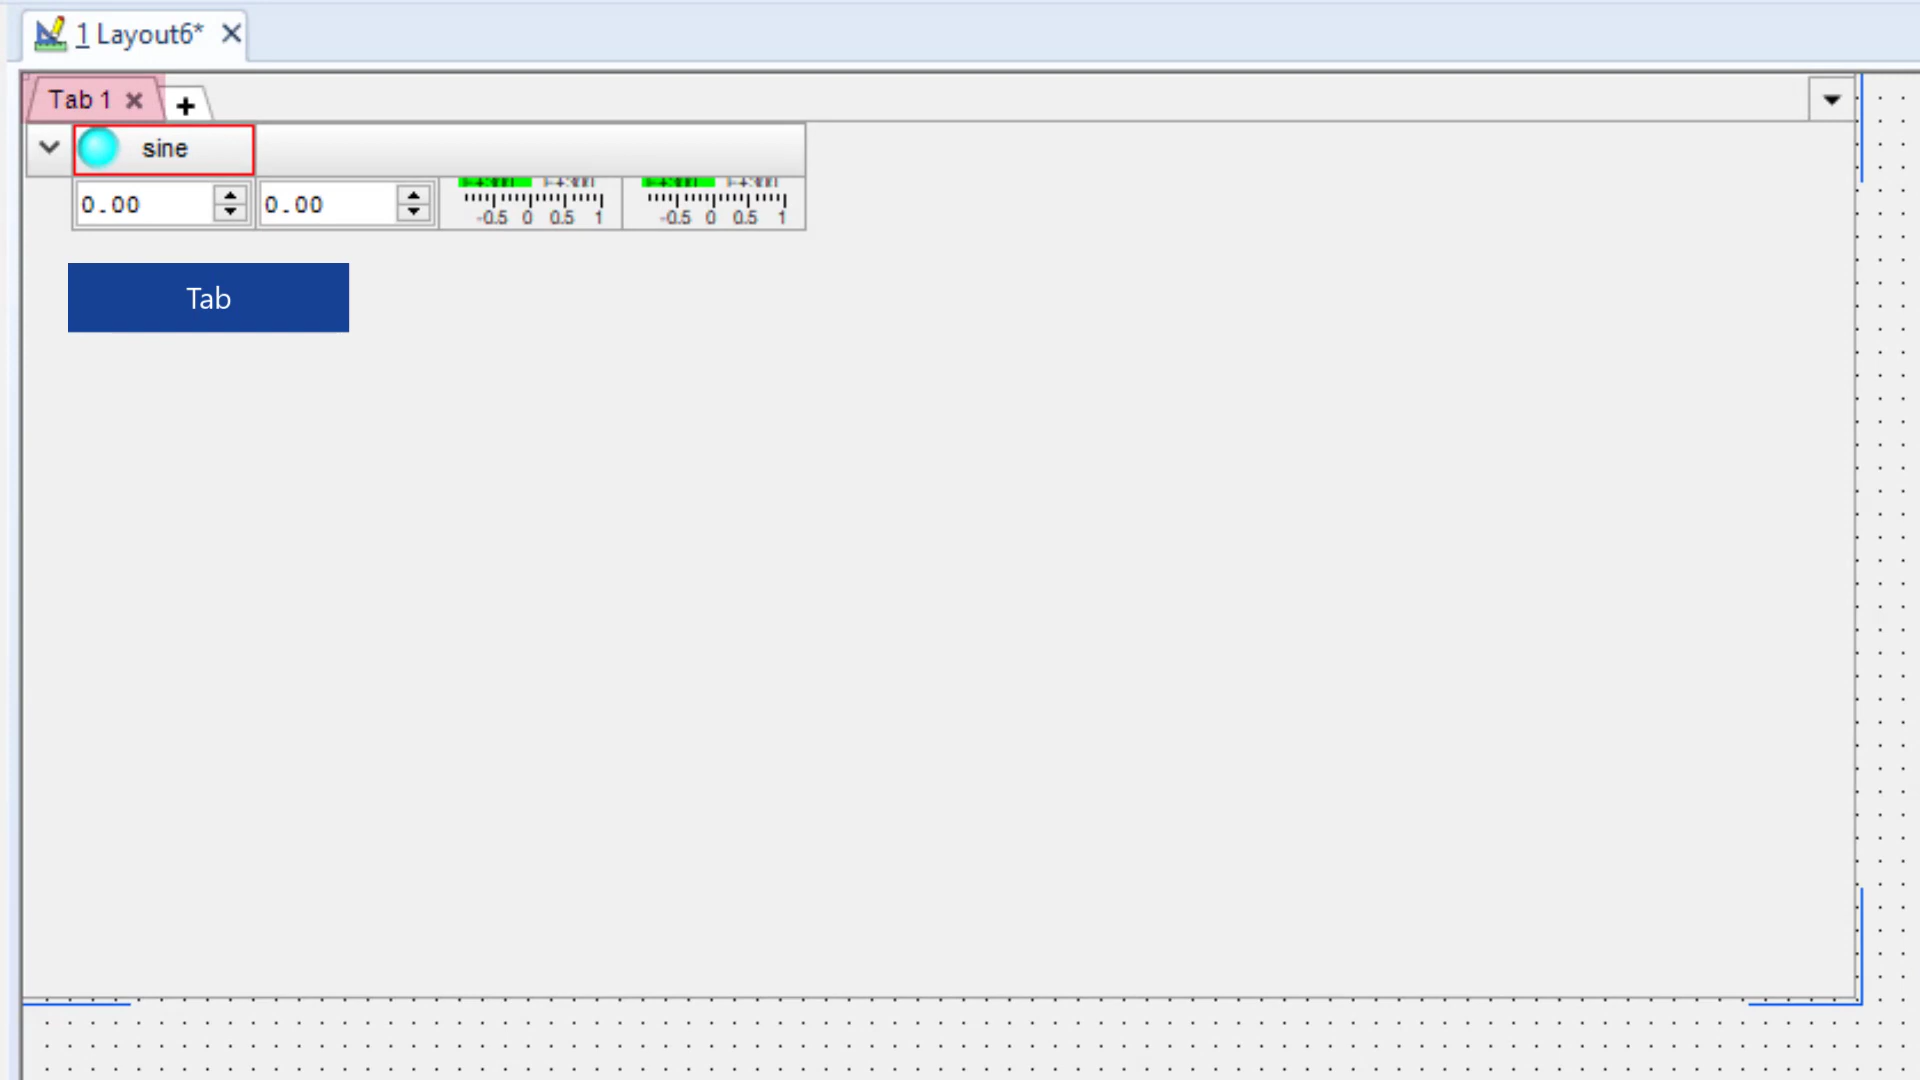 1 Layout6*
Tab 1
sine
0.00 0.00
-0.5 0 0.5 1 -0.5 0 0.5 1
Tab